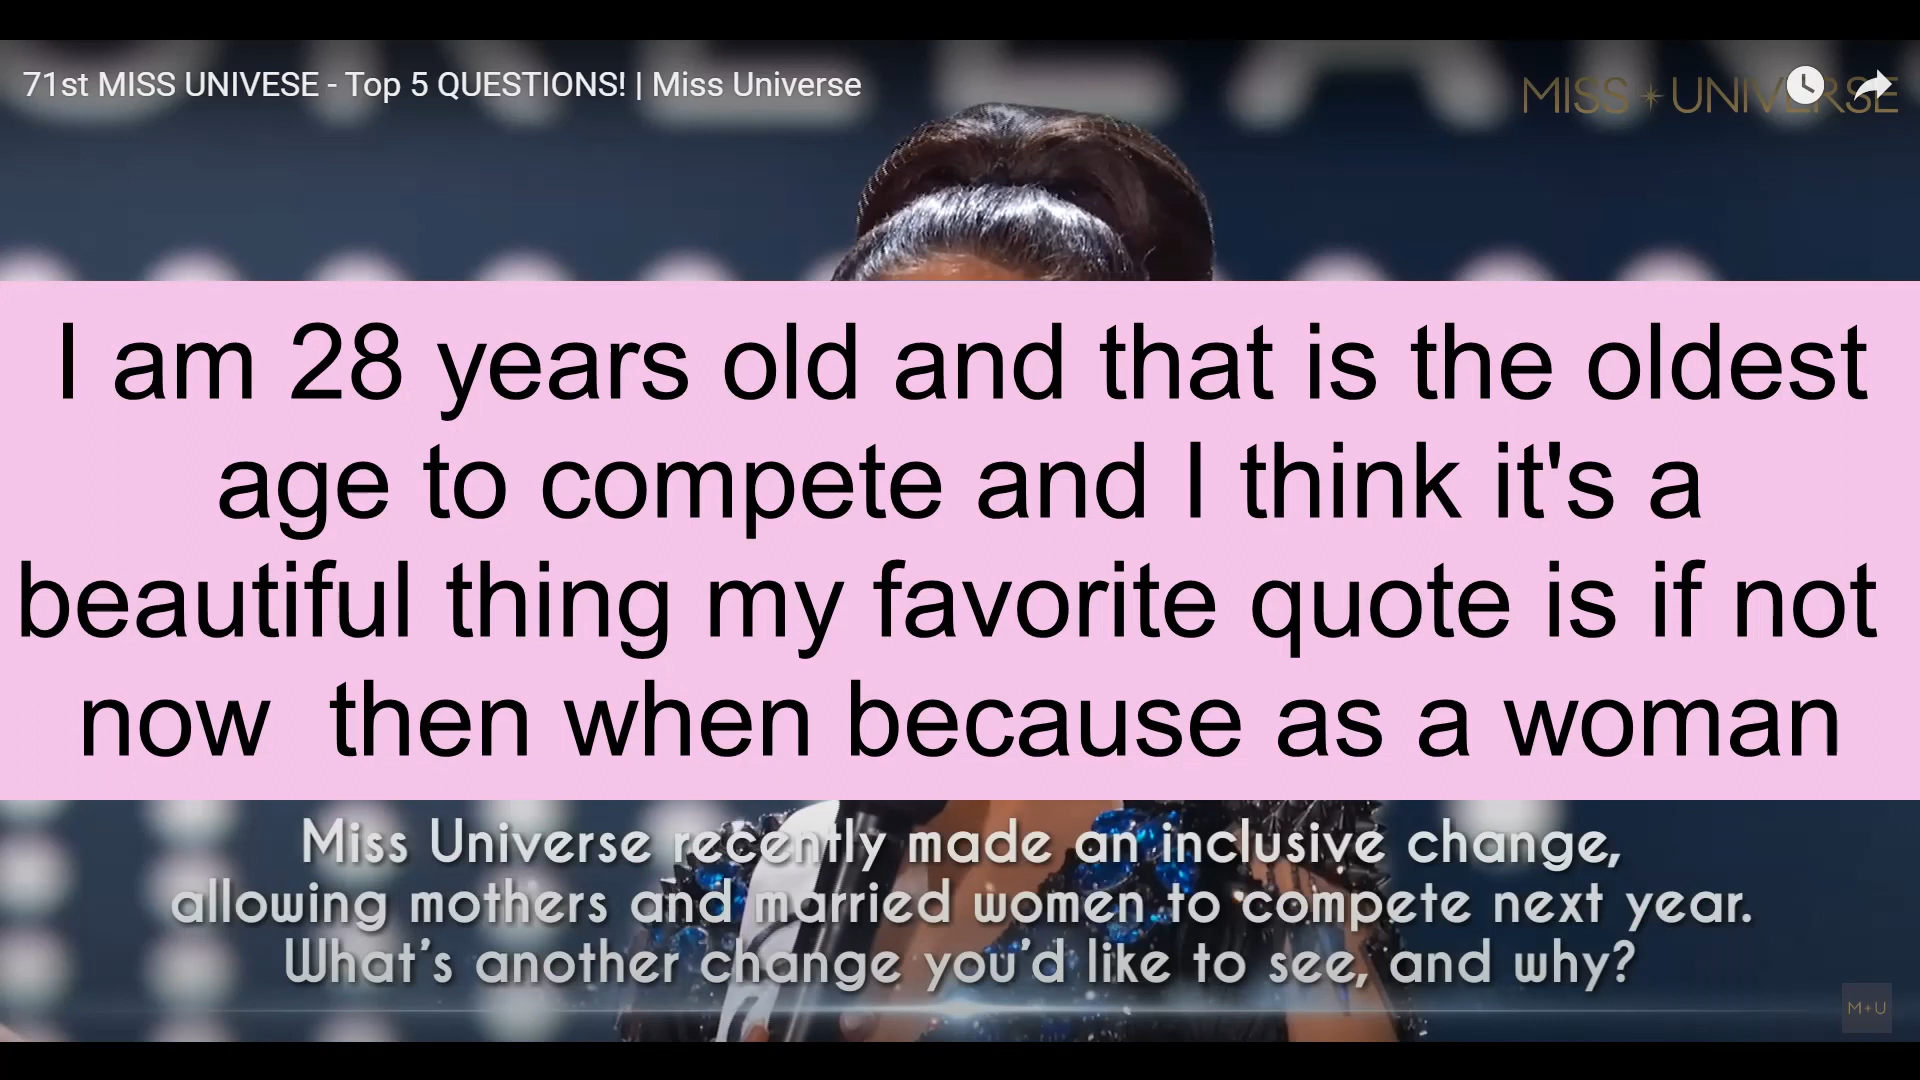 71st MISS UNIVESE - Top 5 QUESTIONS! | Miss Universe
MISS UNIVERSE
I am 28 years old and that is the oldest
age to compete and I think it's a
beautiful thing my favorite quote is if not
now  then when because as a woman
Miss Universe recently made an inclusive change,
allowing mothers and married women to compete next year.
What's another change you'd like to see, and why?
M+U